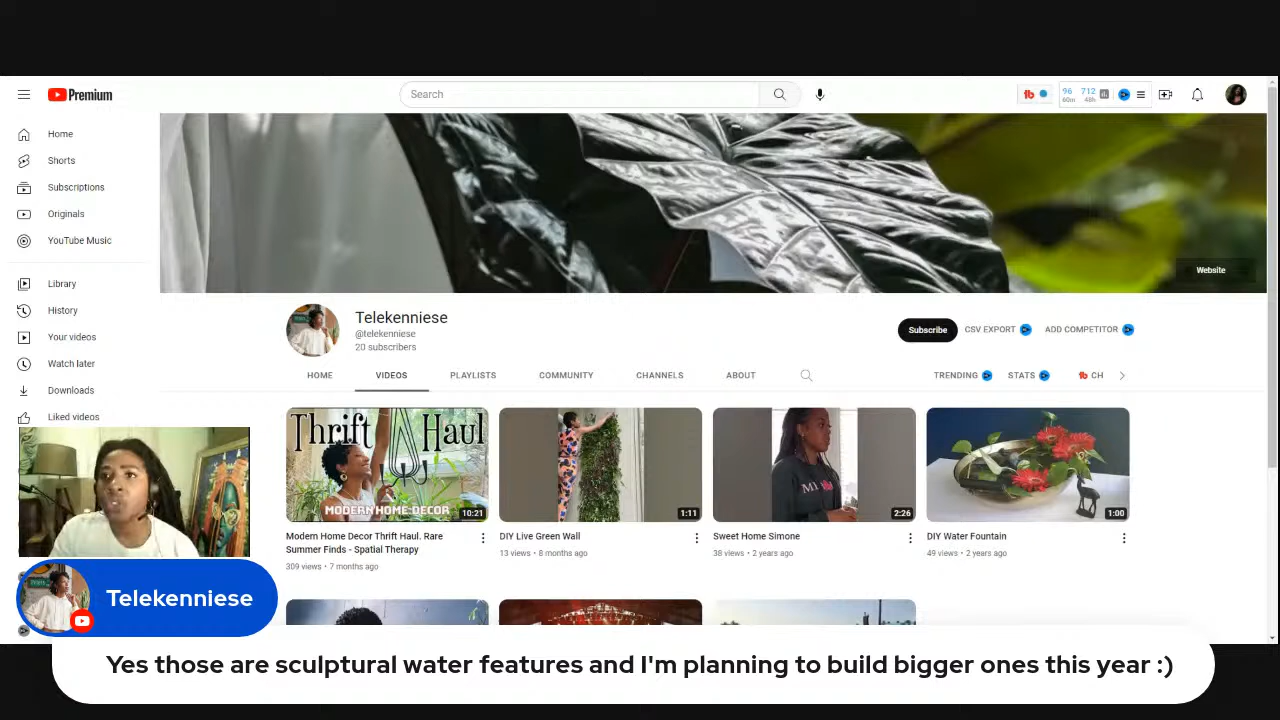 Premium
Search
96 712
60m 48h
Home
Shorts
Subscriptions
Originals
YouTube Music
Library
History
Your videos
Watch later
Downloads
Liked videos
Website
Telekenniese
@telekenniese
20 subscribers
Subscribe
CSV EXPORT
ADD COMPETITOR
HOME
VIDEOS
PLAYLISTS
COMMUNITY
CHANNELS
ABOUT
TRENDING
STATS
CH
Thrift Haul
MODERN HOME DECOR
10:21
1:11
2:26
1:00
Modern Home Decor Thrift Haul. Rare
Summer Finds - Spatial Therapy
309 views • 7 months ago
DIY Live Green Wall
13 views • 8 months ago
Sweet Home Simone
38 views • 2 years ago
DIY Water Fountain
49 views • 2 years ago
Telekenniese
Yes those are sculptural water features and I'm planning to build bigger ones this year :)